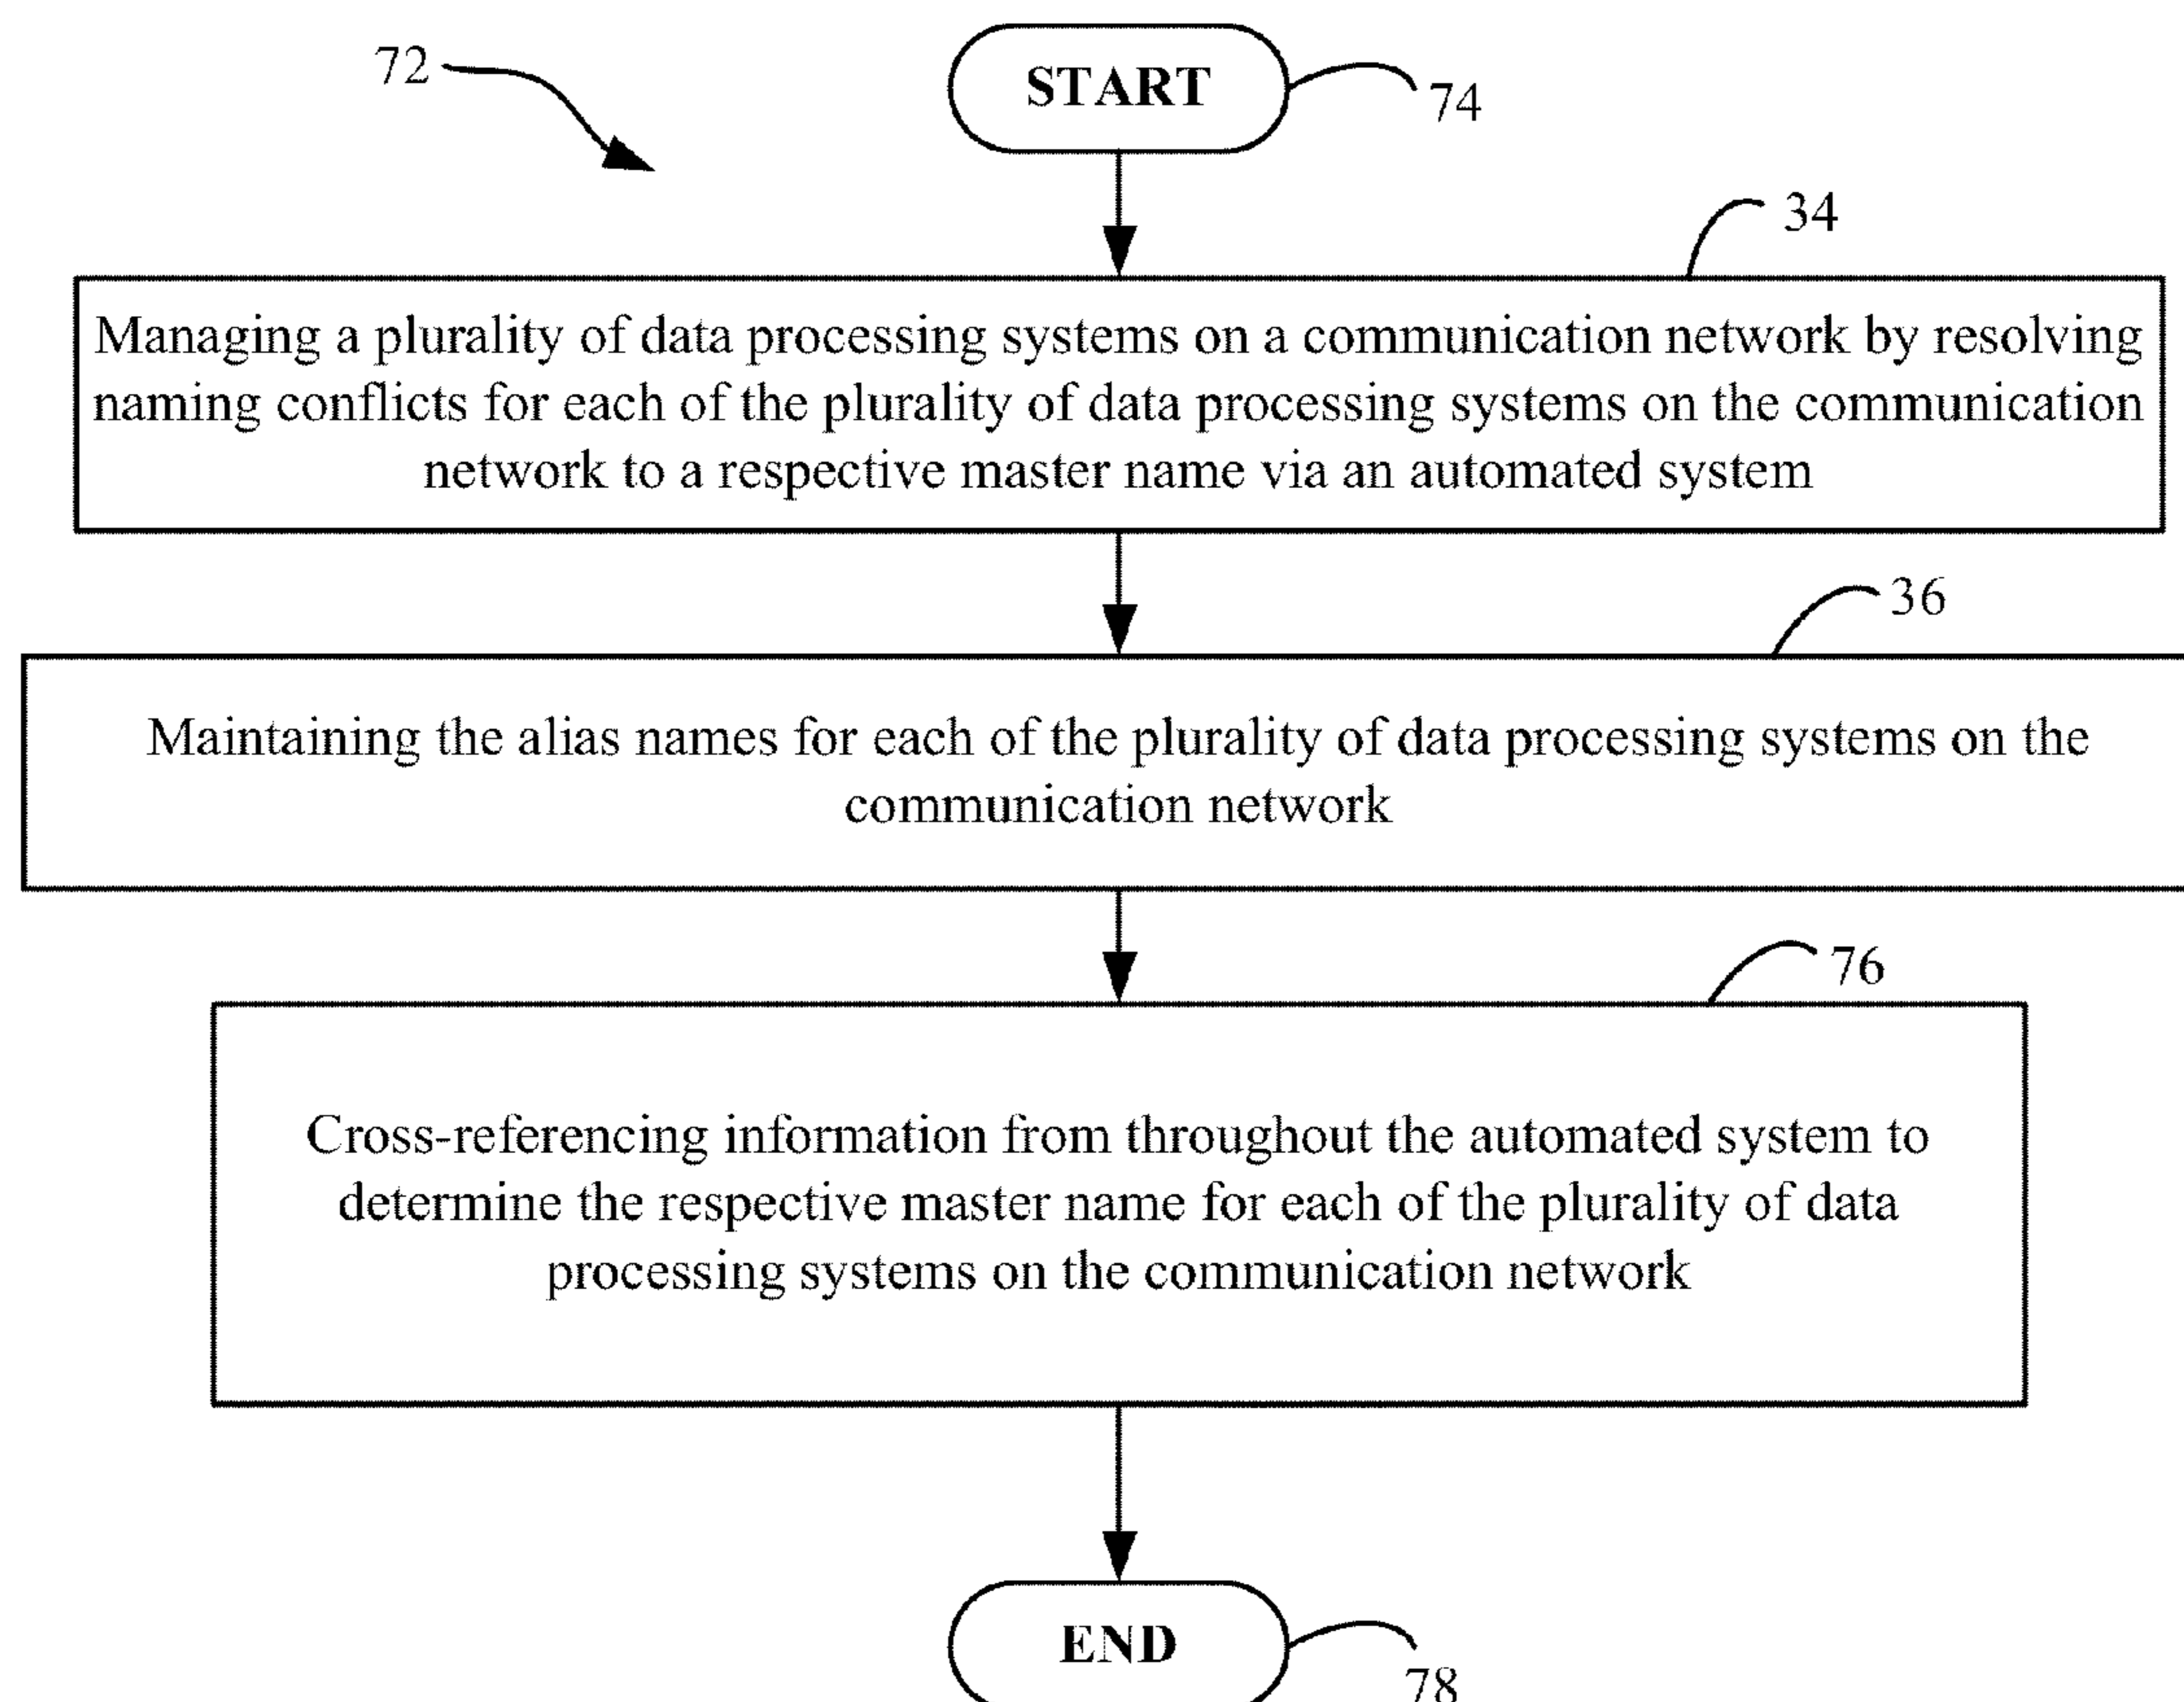 72
START
74
34
Managing a plurality of data processing systems on a communication network by resolving
naming conflicts for each of the plurality of data processing systems on the communication
network to a respective master name via an automated system
36
Maintaining the alias names for each of the plurality of data processing systems on the
communication network
76
Cross-referencing information from throughout the automated system to
determine the respective master name for each of the plurality of data
processing systems on the communication network
END
78